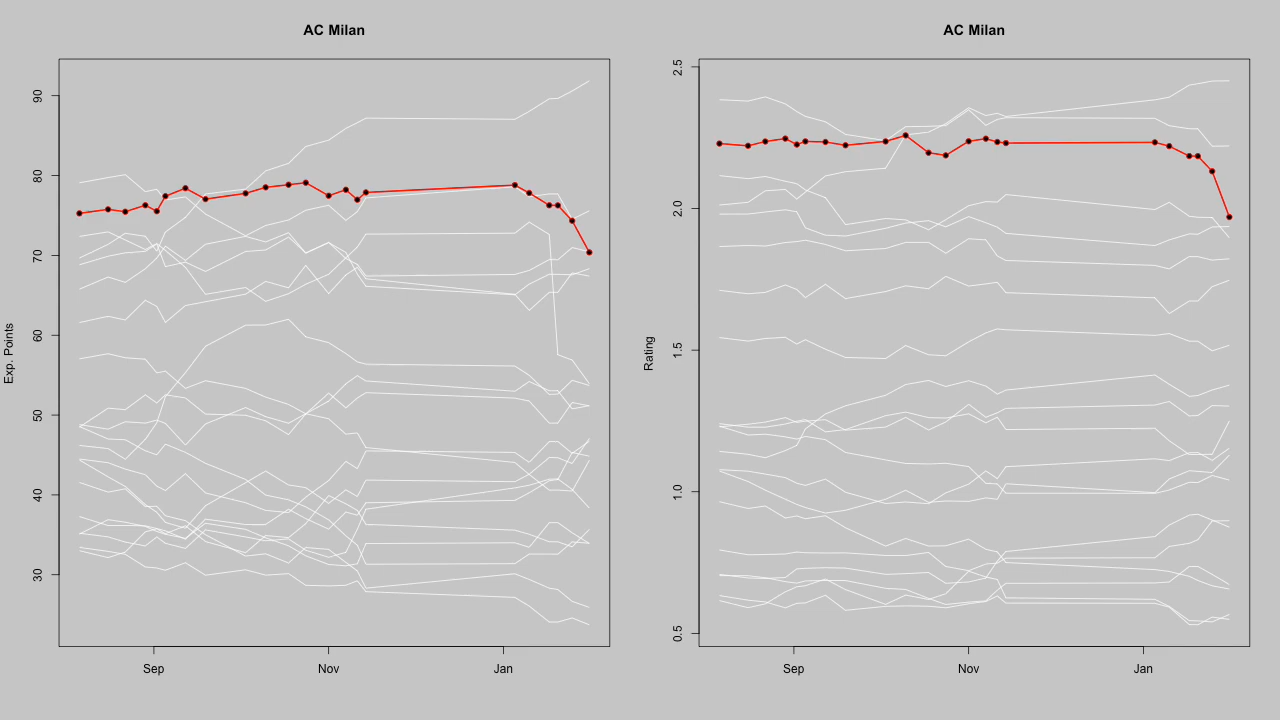 AC Milan
Exp. Points
90
80
70
60
50
40
30
Sep
Nov
Jan
AC Milan
Rating
2.5
2.0
1.5
1.0
0.5
Sep
Nov
Jan